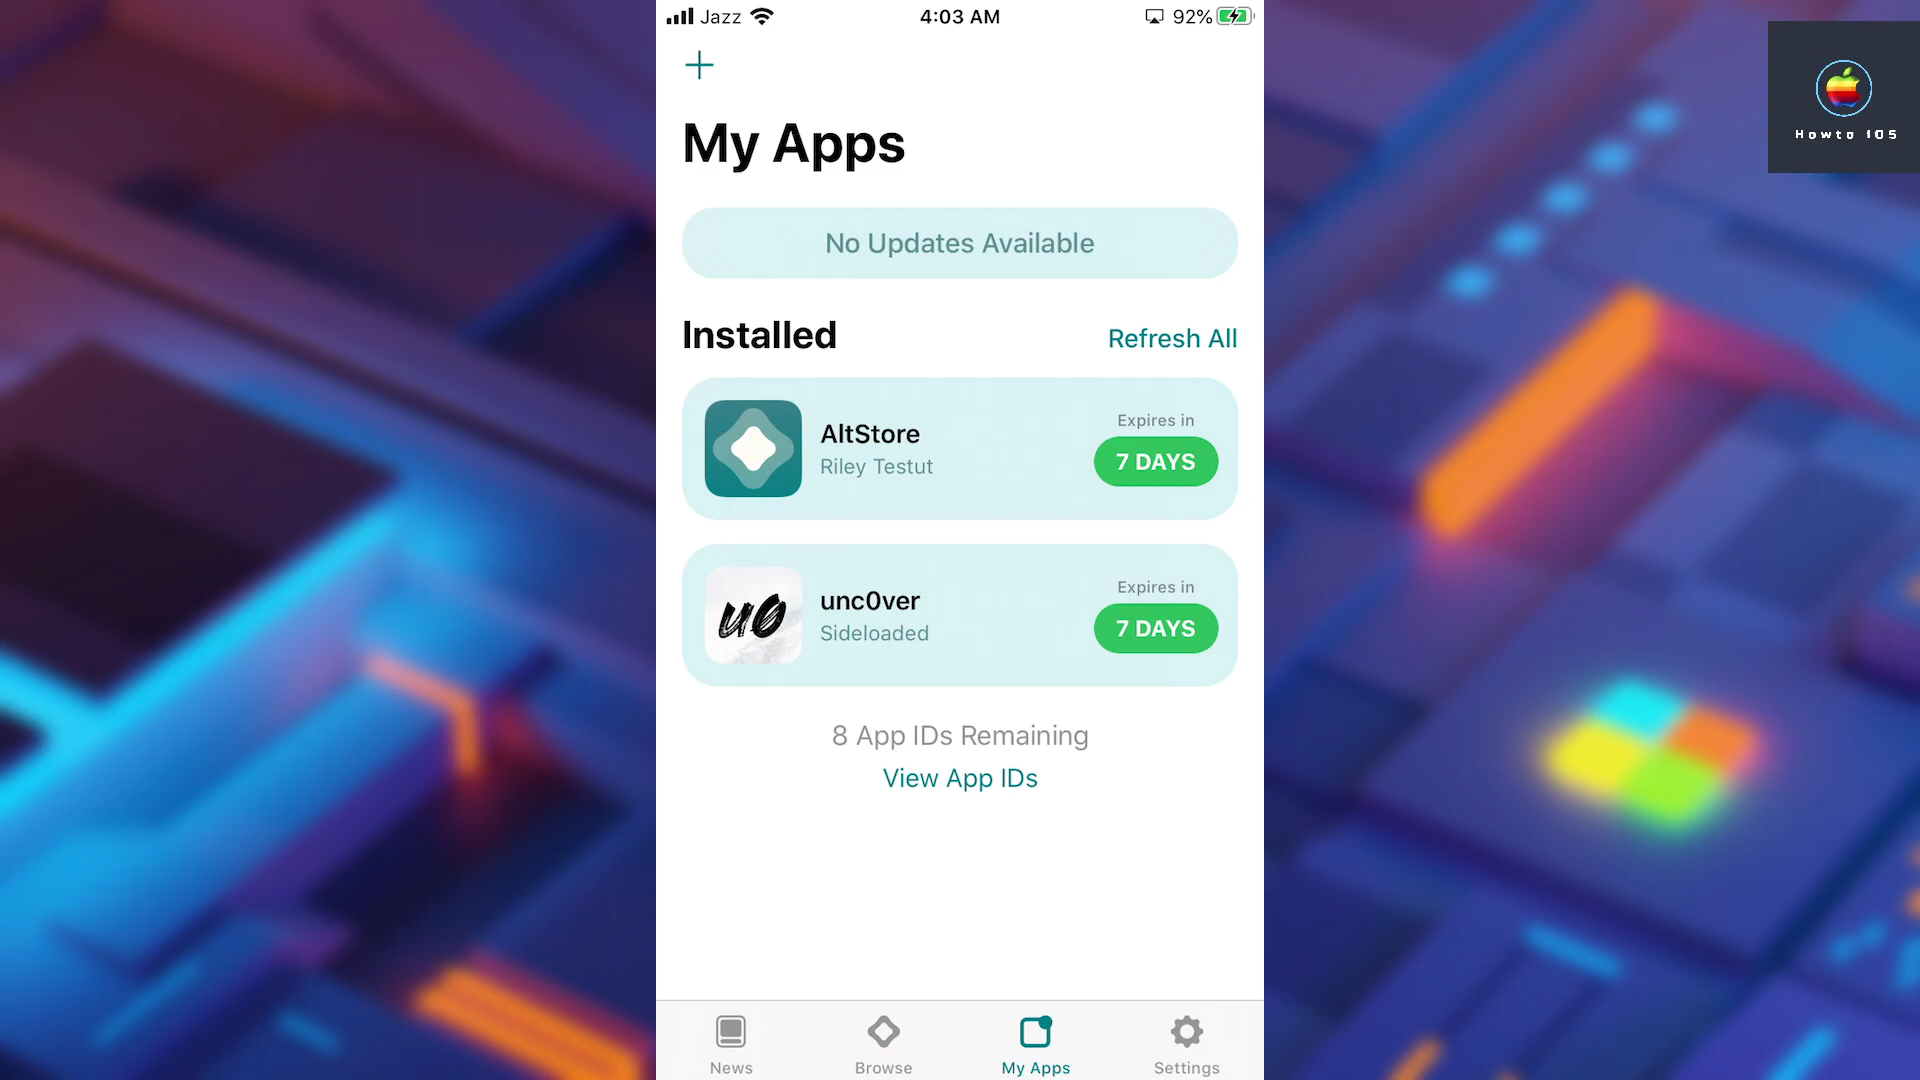 Jazz
4:03 AM
92%
Howto 105
My Apps
No Updates Available
Installed
Refresh All
AltStore
Riley Testut
Expires in
7 DAYS
u0
unc0ver
Sideloaded
Expires in
7 DAYS
8 App IDs Remaining
View App IDs
News
Browse
My Apps
Settings